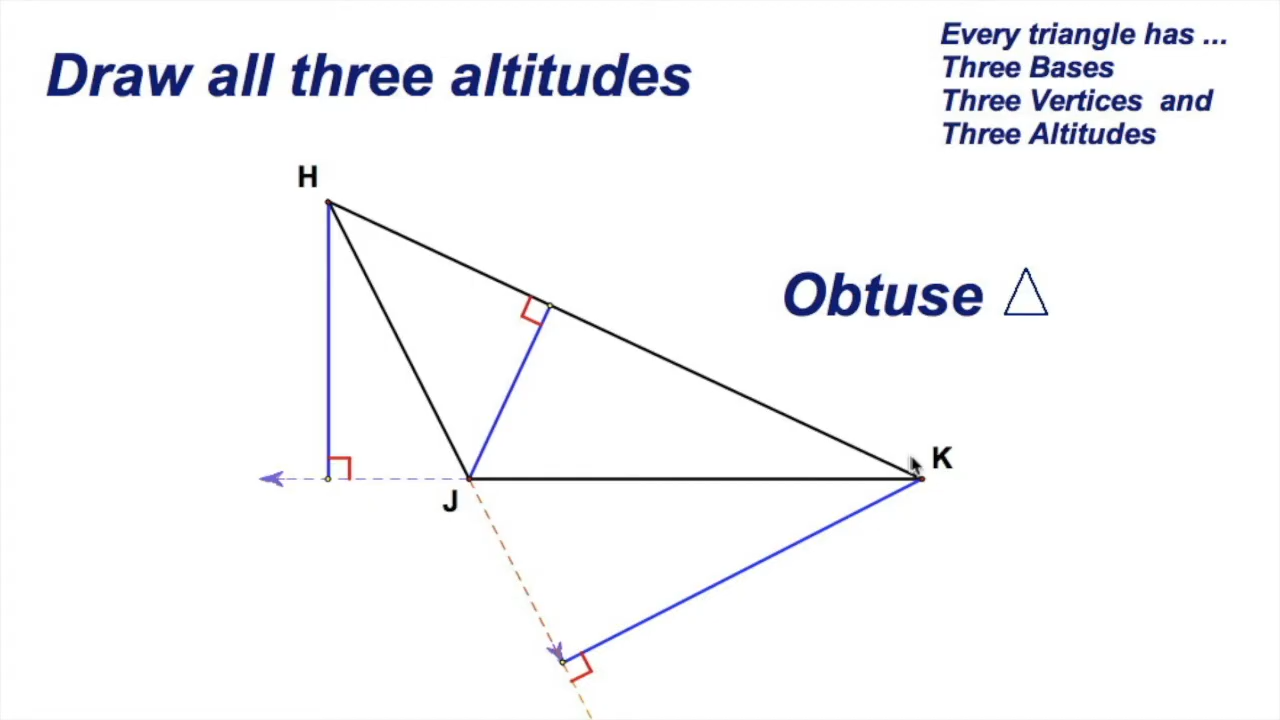 Draw all three altitudes
Every triangle has ...
Three Bases
Three Vertices and
Three Altitudes
H
Obtuse
K
J